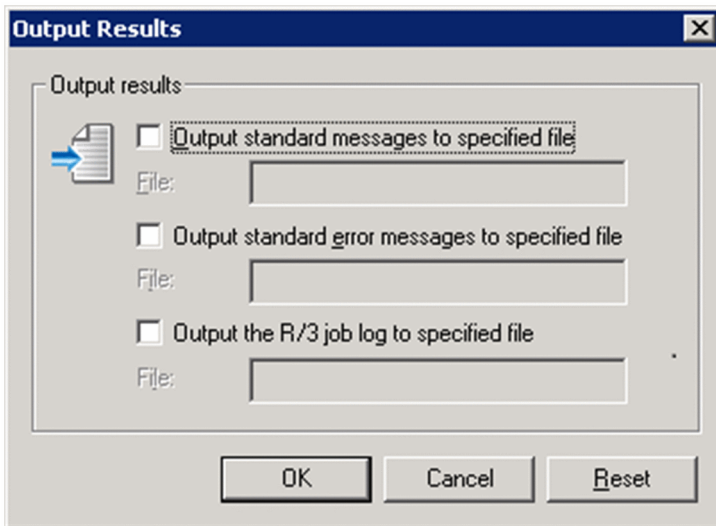 Output Results
Output results
Output standard messages to specified file
File:
Output standard error messages to specified file
File:
Output the R/3 job log to specified file
File:
OK Cancel Reset